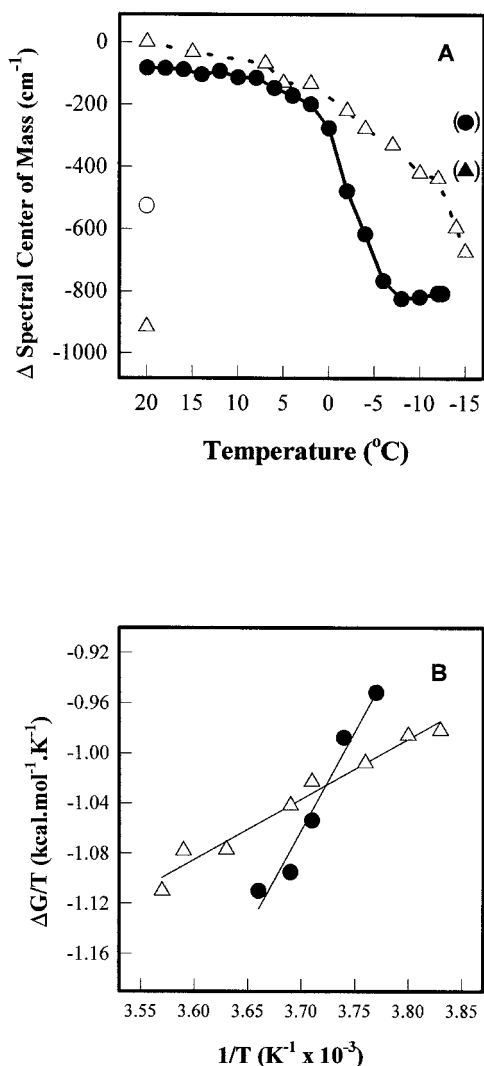 A
Δ Spectral Center of Mass (cm⁻¹)
0
-200
-400
-600
-800
-1000
(●)
(▲)
20 15 10 5 0 -5 -10 -15
Temperature (°C)
B
ΔG/T (kcal.mol⁻¹.K⁻¹)
-0.92
-0.96
-1.00
-1.04
-1.08
-1.12
-1.16
3.55 3.60 3.65 3.70 3.75 3.80 3.85
1/T (K⁻¹ x 10⁻³)